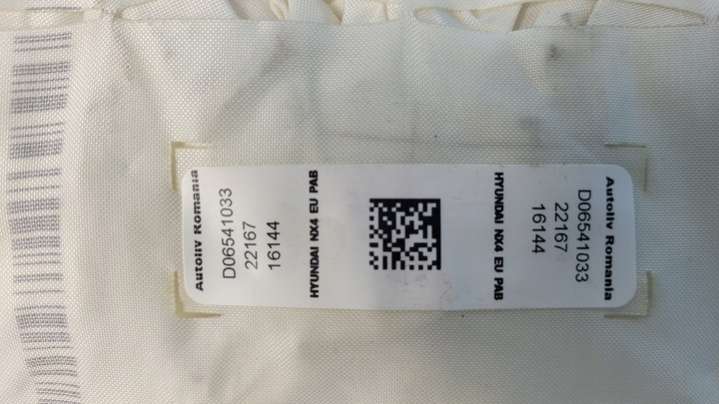 Autoliv Romania
D06541033
22167
16144
HYUNDAI NX4 EU PAB
Autoliv Romania
D06541033
22167
16144
HYUNDAI NX4 EU PAB